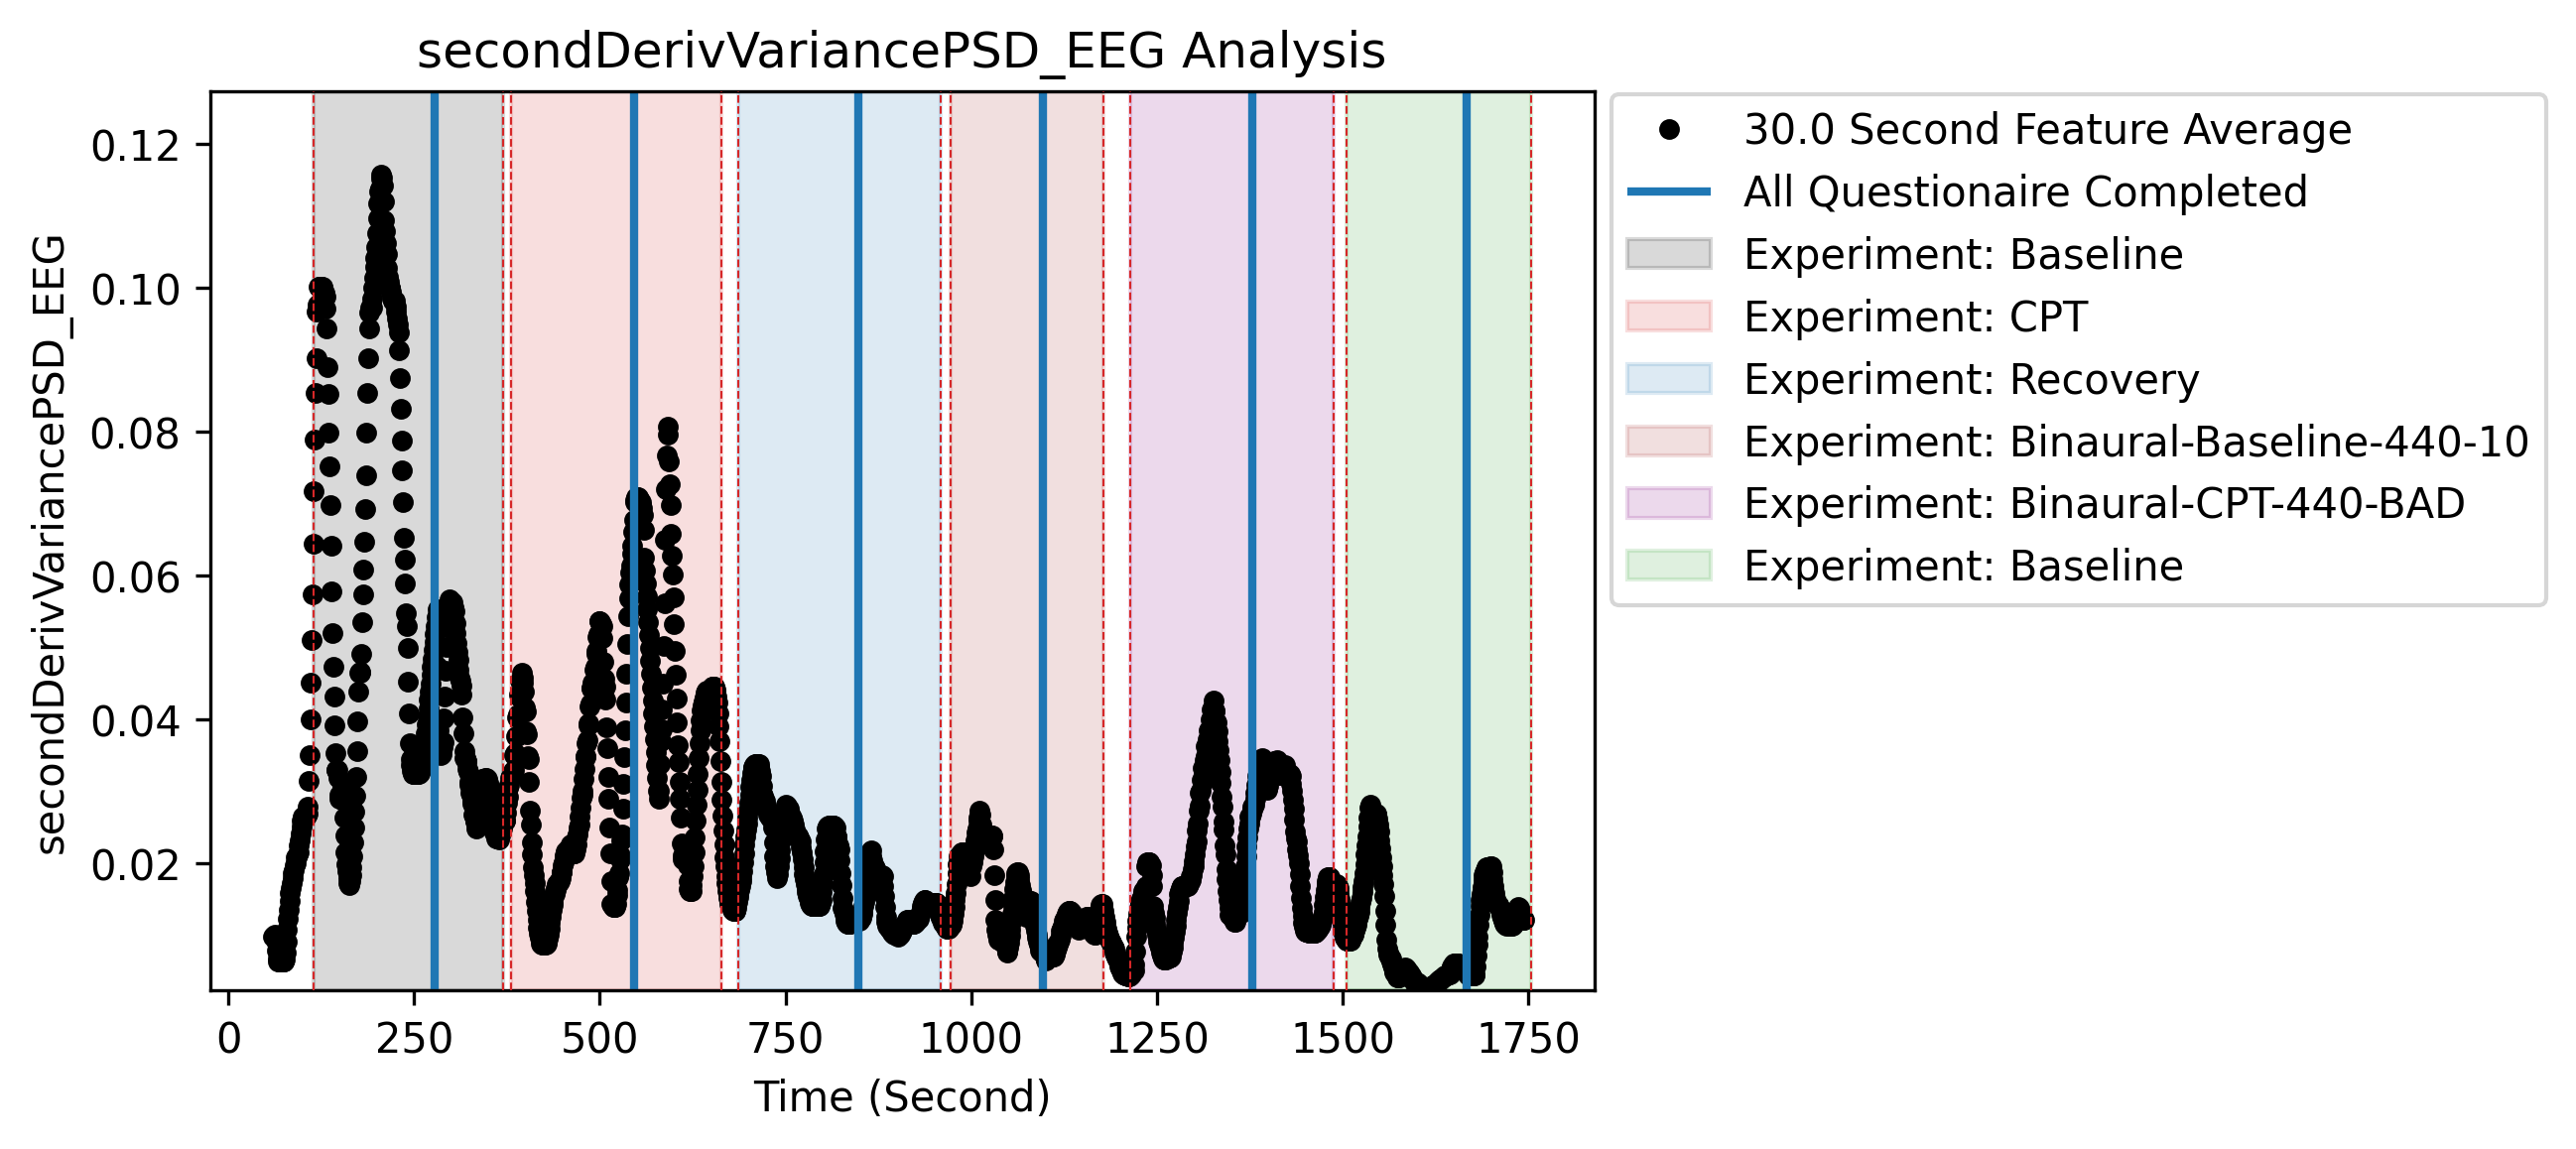 secondDerivVariancePSD_EEG Analysis
secondDerivVariancePSD_EEG
0.12
0.10
0.08
0.06
0.04
0.02
0 250 500 750 1000 1250 1500 1750
Time (Second)
30.0 Second Feature Average
All Questionaire Completed
Experiment: Baseline
Experiment: CPT
Experiment: Recovery
Experiment: Binaural-Baseline-440-10
Experiment: Binaural-CPT-440-BAD
Experiment: Baseline